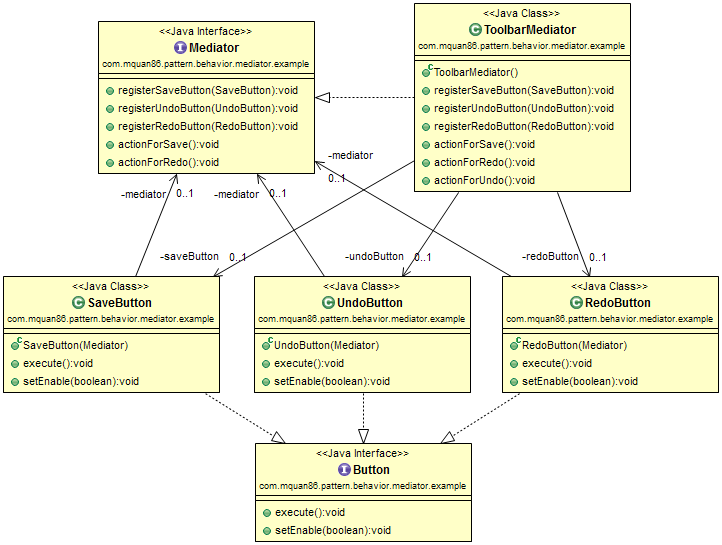 <<Java Interface>>
Mediator
com.mquan86.pattern.behavior.mediator.example
registerSaveButton(SaveButton):void
registerUndoButton(UndoButton):void
registerRedoButton(RedoButton):void
actionForSave():void
actionForRedo():void
<<Java Class>>
ToolbarMediator
com.mquan86.pattern.behavior.mediator.example
ToolbarMediator()
registerSaveButton(SaveButton):void
registerUndoButton(UndoButton):void
registerRedoButton(RedoButton):void
actionForSave():void
actionForRedo():void
actionForUndo():void
-mediator
0..1
-mediator
0..1
-mediator
0..1
-saveButton
0..1
-undoButton
0..1
-redoButton
0..1
<<Java Class>>
SaveButton
com.mquan86.pattern.behavior.mediator.example
SaveButton(Mediator)
execute():void
setEnable(boolean):void
<<Java Class>>
UndoButton
com.mquan86.pattern.behavior.mediator.example
UndoButton(Mediator)
execute():void
setEnable(boolean):void
<<Java Class>>
RedoButton
com.mquan86.pattern.behavior.mediator.example
RedoButton(Mediator)
execute():void
setEnable(boolean):void
<<Java Interface>>
Button
com.mquan86.pattern.behavior.mediator.example
execute():void
setEnable(boolean):void